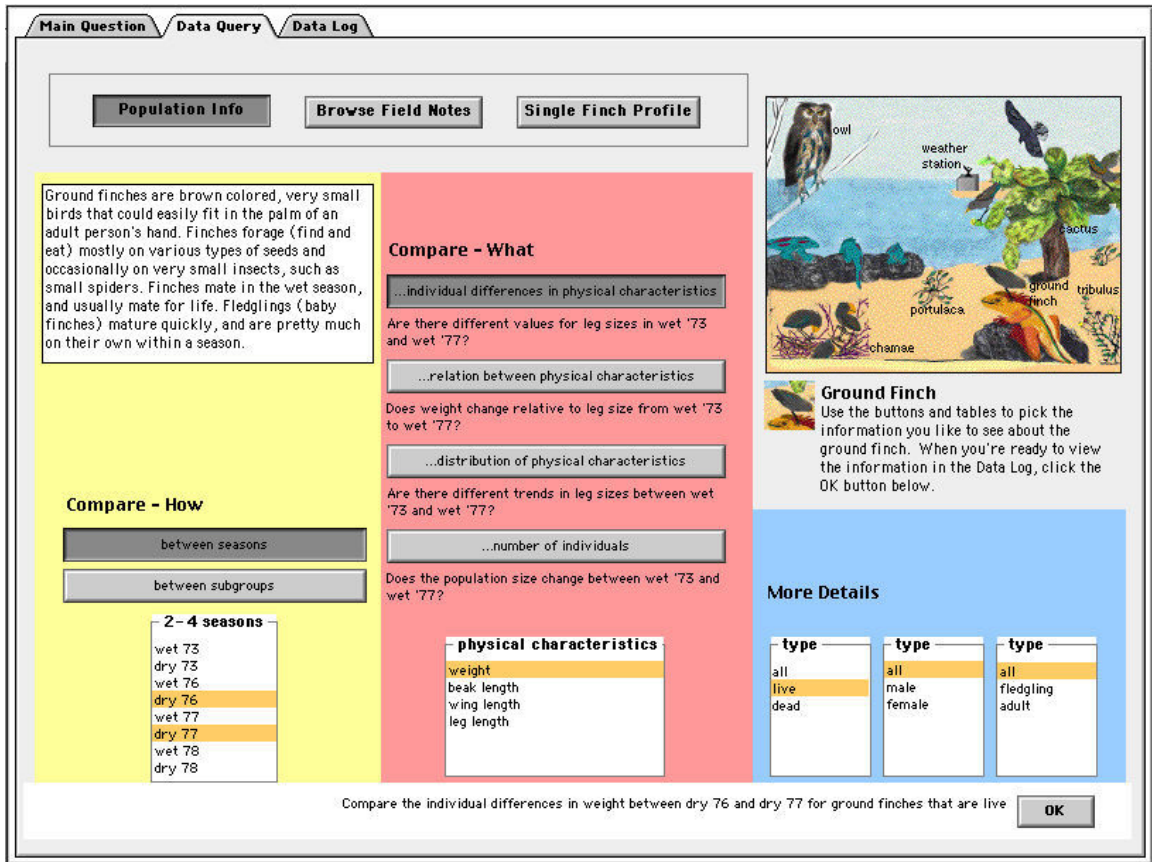 Main Question
Data Query
Data Log
Population Info
Browse Field Notes
Single Finch Profile
Ground finches are brown colored, very small
birds that could easily fit in the palm of an
adult person's hand. Finches forage (find and
eat) mostly on various types of seeds and
occasionally on very small insects, such as
small spiders. Finches mate in the wet season,
and usually mate for life. Fledglings (baby
finches) mature quickly, and are pretty much
on their own within a season.
Compare - How
between seasons
between subgroups
2-4 seasons
wet 73
dry 73
wet 76
dry 76
wet 77
dry 77
wet 78
dry 78
Compare - What
...individual differences in physical characteristics
Are there different values for leg sizes in wet '73
and wet '77?
...relation between physical characteristics
Does weight change relative to leg size from wet '73
to wet '77?
...distribution of physical characteristics
Are there different trends in leg sizes between wet
'73 and wet '77?
...number of individuals
Does the population size change between wet '73 and
wet '77?
physical characteristics
weight
beak length
wing length
leg length
owl
weather
station
cactus
ground
finch
tribulus
portulaca
chamae
Ground Finch
Use the buttons and tables to pick the
information you like to see about the
ground finch. When you're ready to view
the information in the Data Log, click the
OK button below.
More Details
type
all
live
dead
type
all
male
female
type
all
fledgling
adult
Compare the individual differences in weight between dry 76 and dry 77 for ground finches that are live
OK